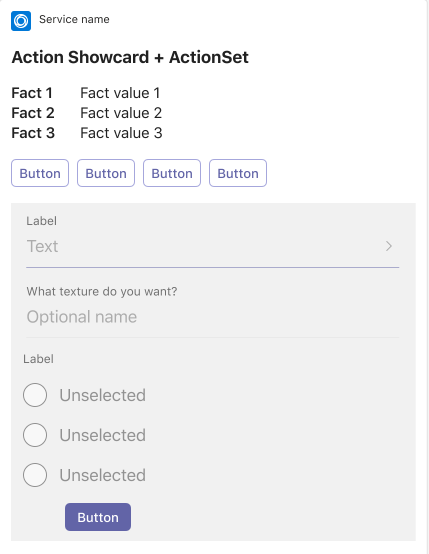 Service name
Action Showcard + ActionSet
Fact 1 Fact value 1
Fact 2 Fact value 2
Fact 3 Fact value 3
Button Button Button Button
Label
Text
What texture do you want?
Optional name
Label
Unselected
Unselected
Unselected
Button